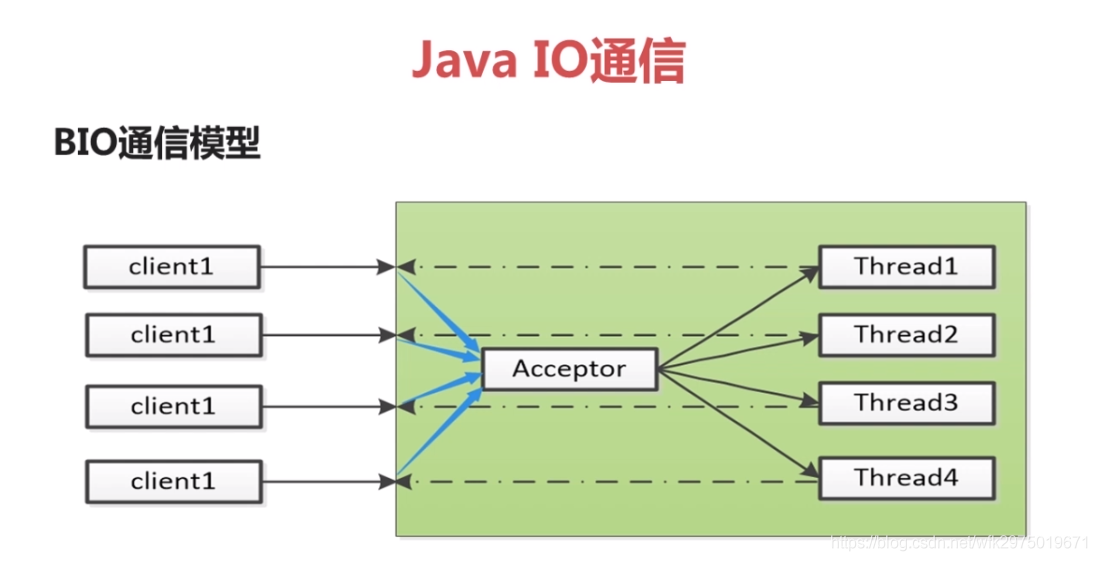 Java IO通信
BIO通信模型
client1
Thread1
client1
Thread2
Acceptor
client1
Thread3
client1
Thread4
https://blog.csdn.net/wfk2975019671